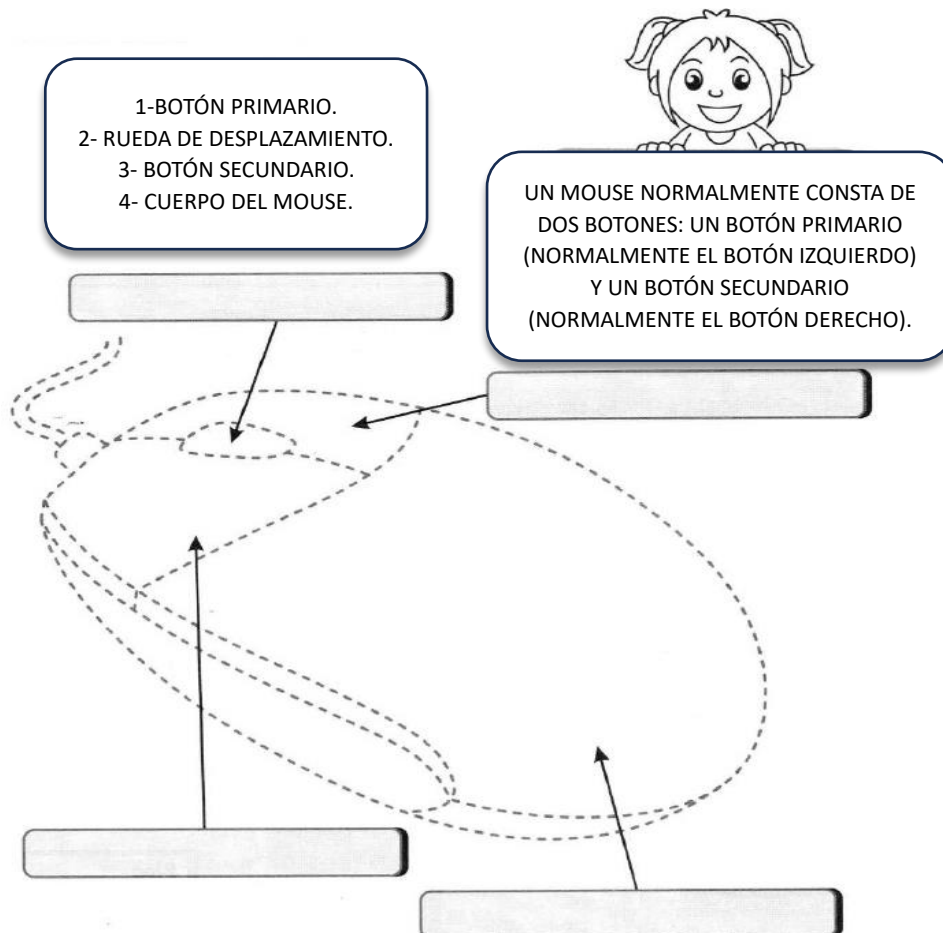 1-BOTÓN PRIMARIO.
2- RUEDA DE DESPLAZAMIENTO.
3- BOTÓN SECUNDARIO.
4- CUERPO DEL MOUSE.
UN MOUSE NORMALMENTE CONSTA DE
DOS BOTONES: UN BOTÓN PRIMARIO
(NORMALMENTE EL BOTÓN IZQUIERDO)
Y UN BOTÓN SECUNDARIO
(NORMALMENTE EL BOTÓN DERECHO).